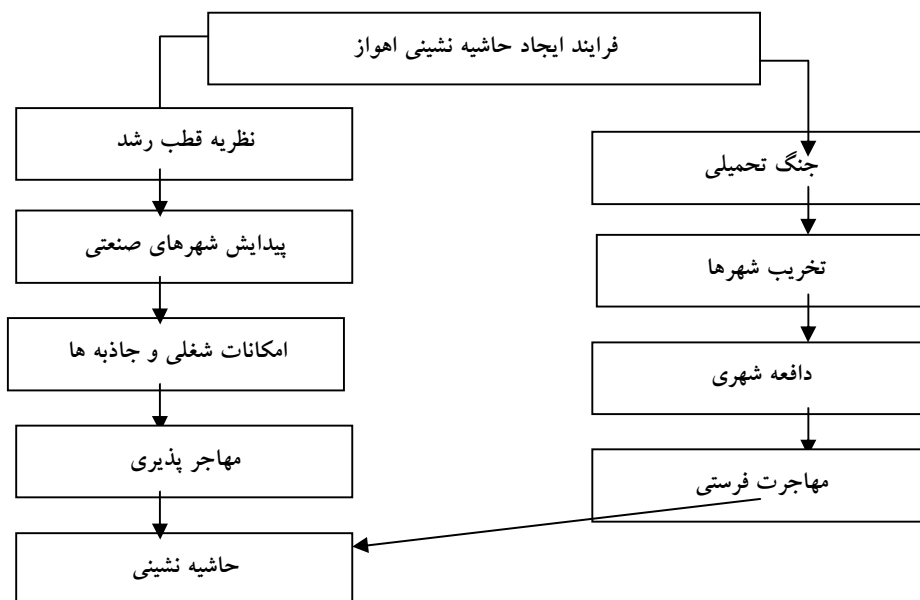 فرایند ایجاد حاشیه نشینی اهواز
جنگ تحمیلی
تخریب شهرها
دافعه شهری
مهاجرت فرستی
نظریه قطب رشد
پیدایش شهرهای صنعتی
امکانات شغلی و جاذبه ها
مهاجر پذیری
حاشیه نشینی